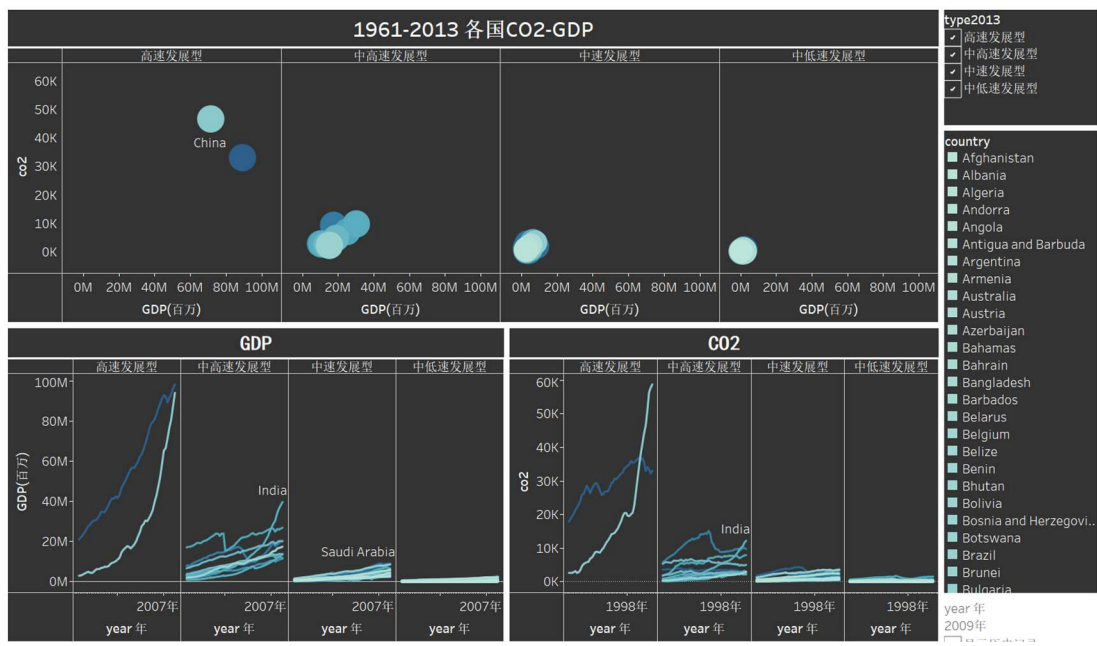 1961-2013 各国CO2-GDP
高速发展型 中高速发展型 中速发展型 中低速发展型
60K
50K
40K
30K
20K
10K
0K
co2
China
0M 20M 40M 60M 80M 100M 0M 20M 40M 60M 80M 100M 0M 20M 40M 60M 80M 100M 0M 20M 40M 60M 80M 100M
GDP(百万) GDP(百万) GDP(百万) GDP(百万)
GDP
高速发展型 中高速发展型 中速发展型 中低速发展型
100M
80M
60M
40M
20M
0M
GDP(百万)
India
Saudi Arabia
2007年 2007年 2007年 2007年
year 年 year 年 year 年 year 年
CO2
高速发展型 中高速发展型 中速发展型 中低速发展型
60K
50K
40K
30K
20K
10K
0K
co2
India
1998年 1998年 1998年 1998年
year 年 year 年 year 年 year 年
type2013
高速发展型
中高速发展型
中速发展型
中低速发展型
country
Afghanistan
Albania
Algeria
Andorra
Angola
Antigua and Barbuda
Argentina
Armenia
Australia
Austria
Azerbaijan
Bahamas
Bahrain
Bangladesh
Barbados
Belarus
Belgium
Belize
Benin
Bhutan
Bolivia
Bosnia and Herzegovi..
Botswana
Brazil
Brunei
Bulgaria
year 年
2009年